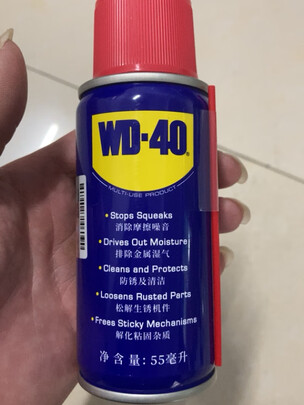 WD-40®
MULTI-USE PRODUCT
• Stops Squeaks
消除摩擦噪音
• Drives Out Moisture
排除金属湿气
• Cleans and Protects
防锈及清洁
• Loosens Rusted Parts
松解生锈机件
• Frees Sticky Mechanisms
解化粘固杂质
净含量：55毫升